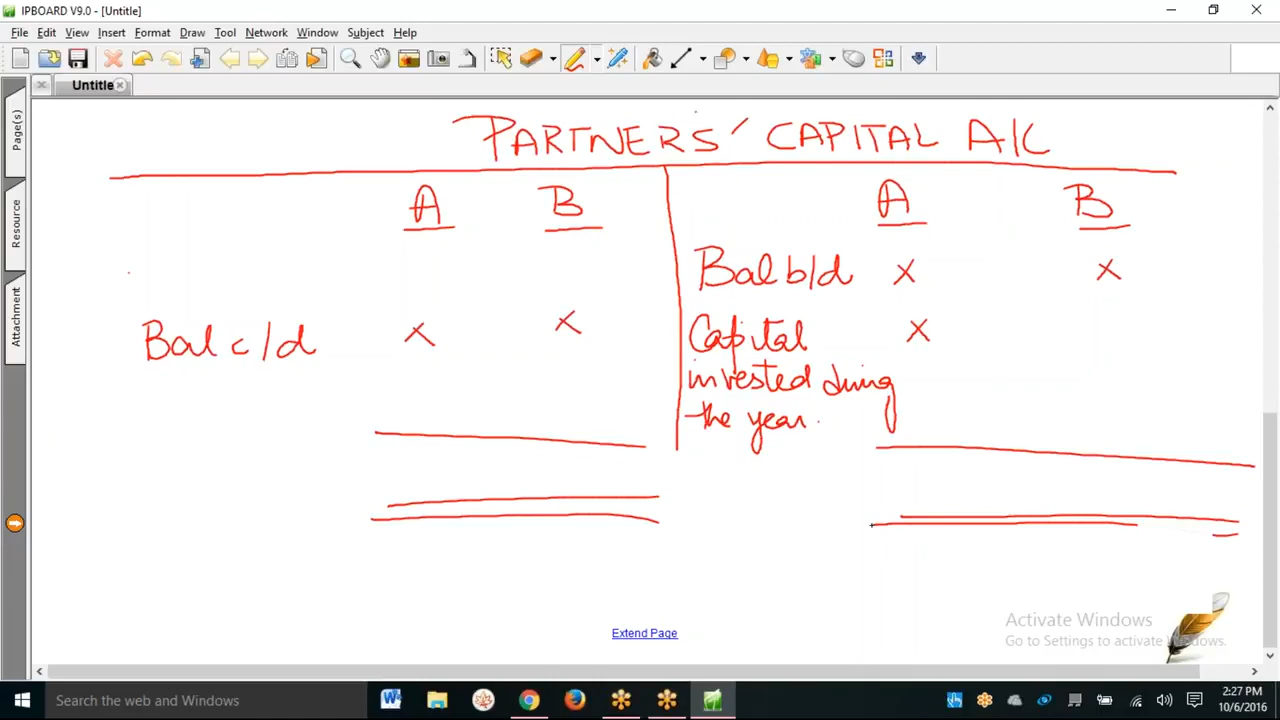 IPBOARD V9.0 - [Untitle]
File Edit View Insert Format Draw Tool Network Window Subject Help
Untitle
Page(s)
Resource
Attachment
PARTNERS' CAPITAL A/C
A B A B
Bal b/d x x
Bal c/d x x Capital x
invested during
the year.
Extend Page
Activate Windows
Go to Settings to activate Windows.
Search the web and Windows
2:27 PM
10/6/2016